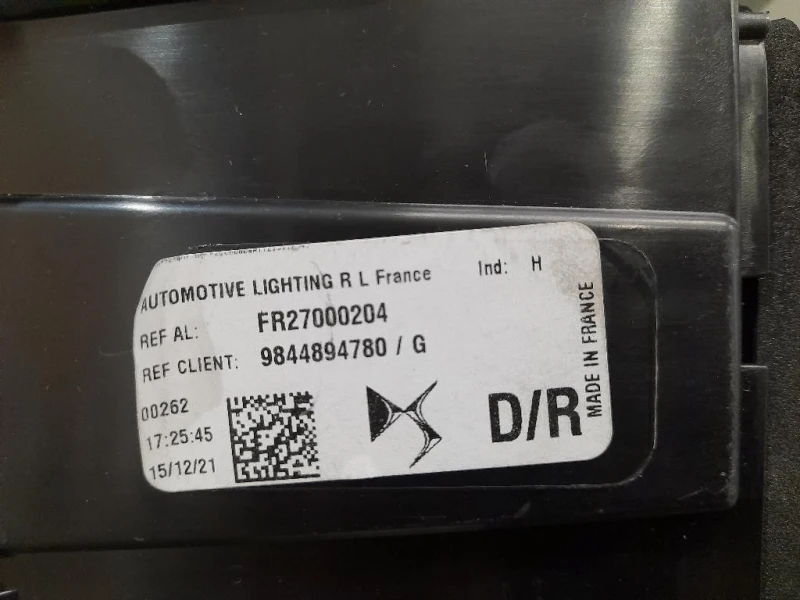 AUTOMOTIVE LIGHTING R L France Ind: H
REF AL: FR27000204
REF CLIENT: 9844894780 / G
00262
17:25:45
15/12/21
D/R
MADE IN FRANCE